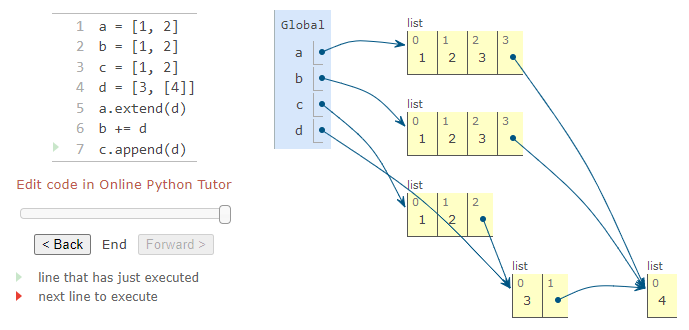 1 a = [1, 2]
2 b = [1, 2]
3 c = [1, 2]
4 d = [3, [4]]
5 a.extend(d)
6 b += d
7 c.append(d)
Edit code in Online Python Tutor
< Back End Forward >
line that has just executed
next line to execute
Global
a
b
c
d
list
0 1 2 3
1 2 3
list
0 1 2 3
1 2 3
list
0 1 2
1 2
list
0 1
3
list
0
4